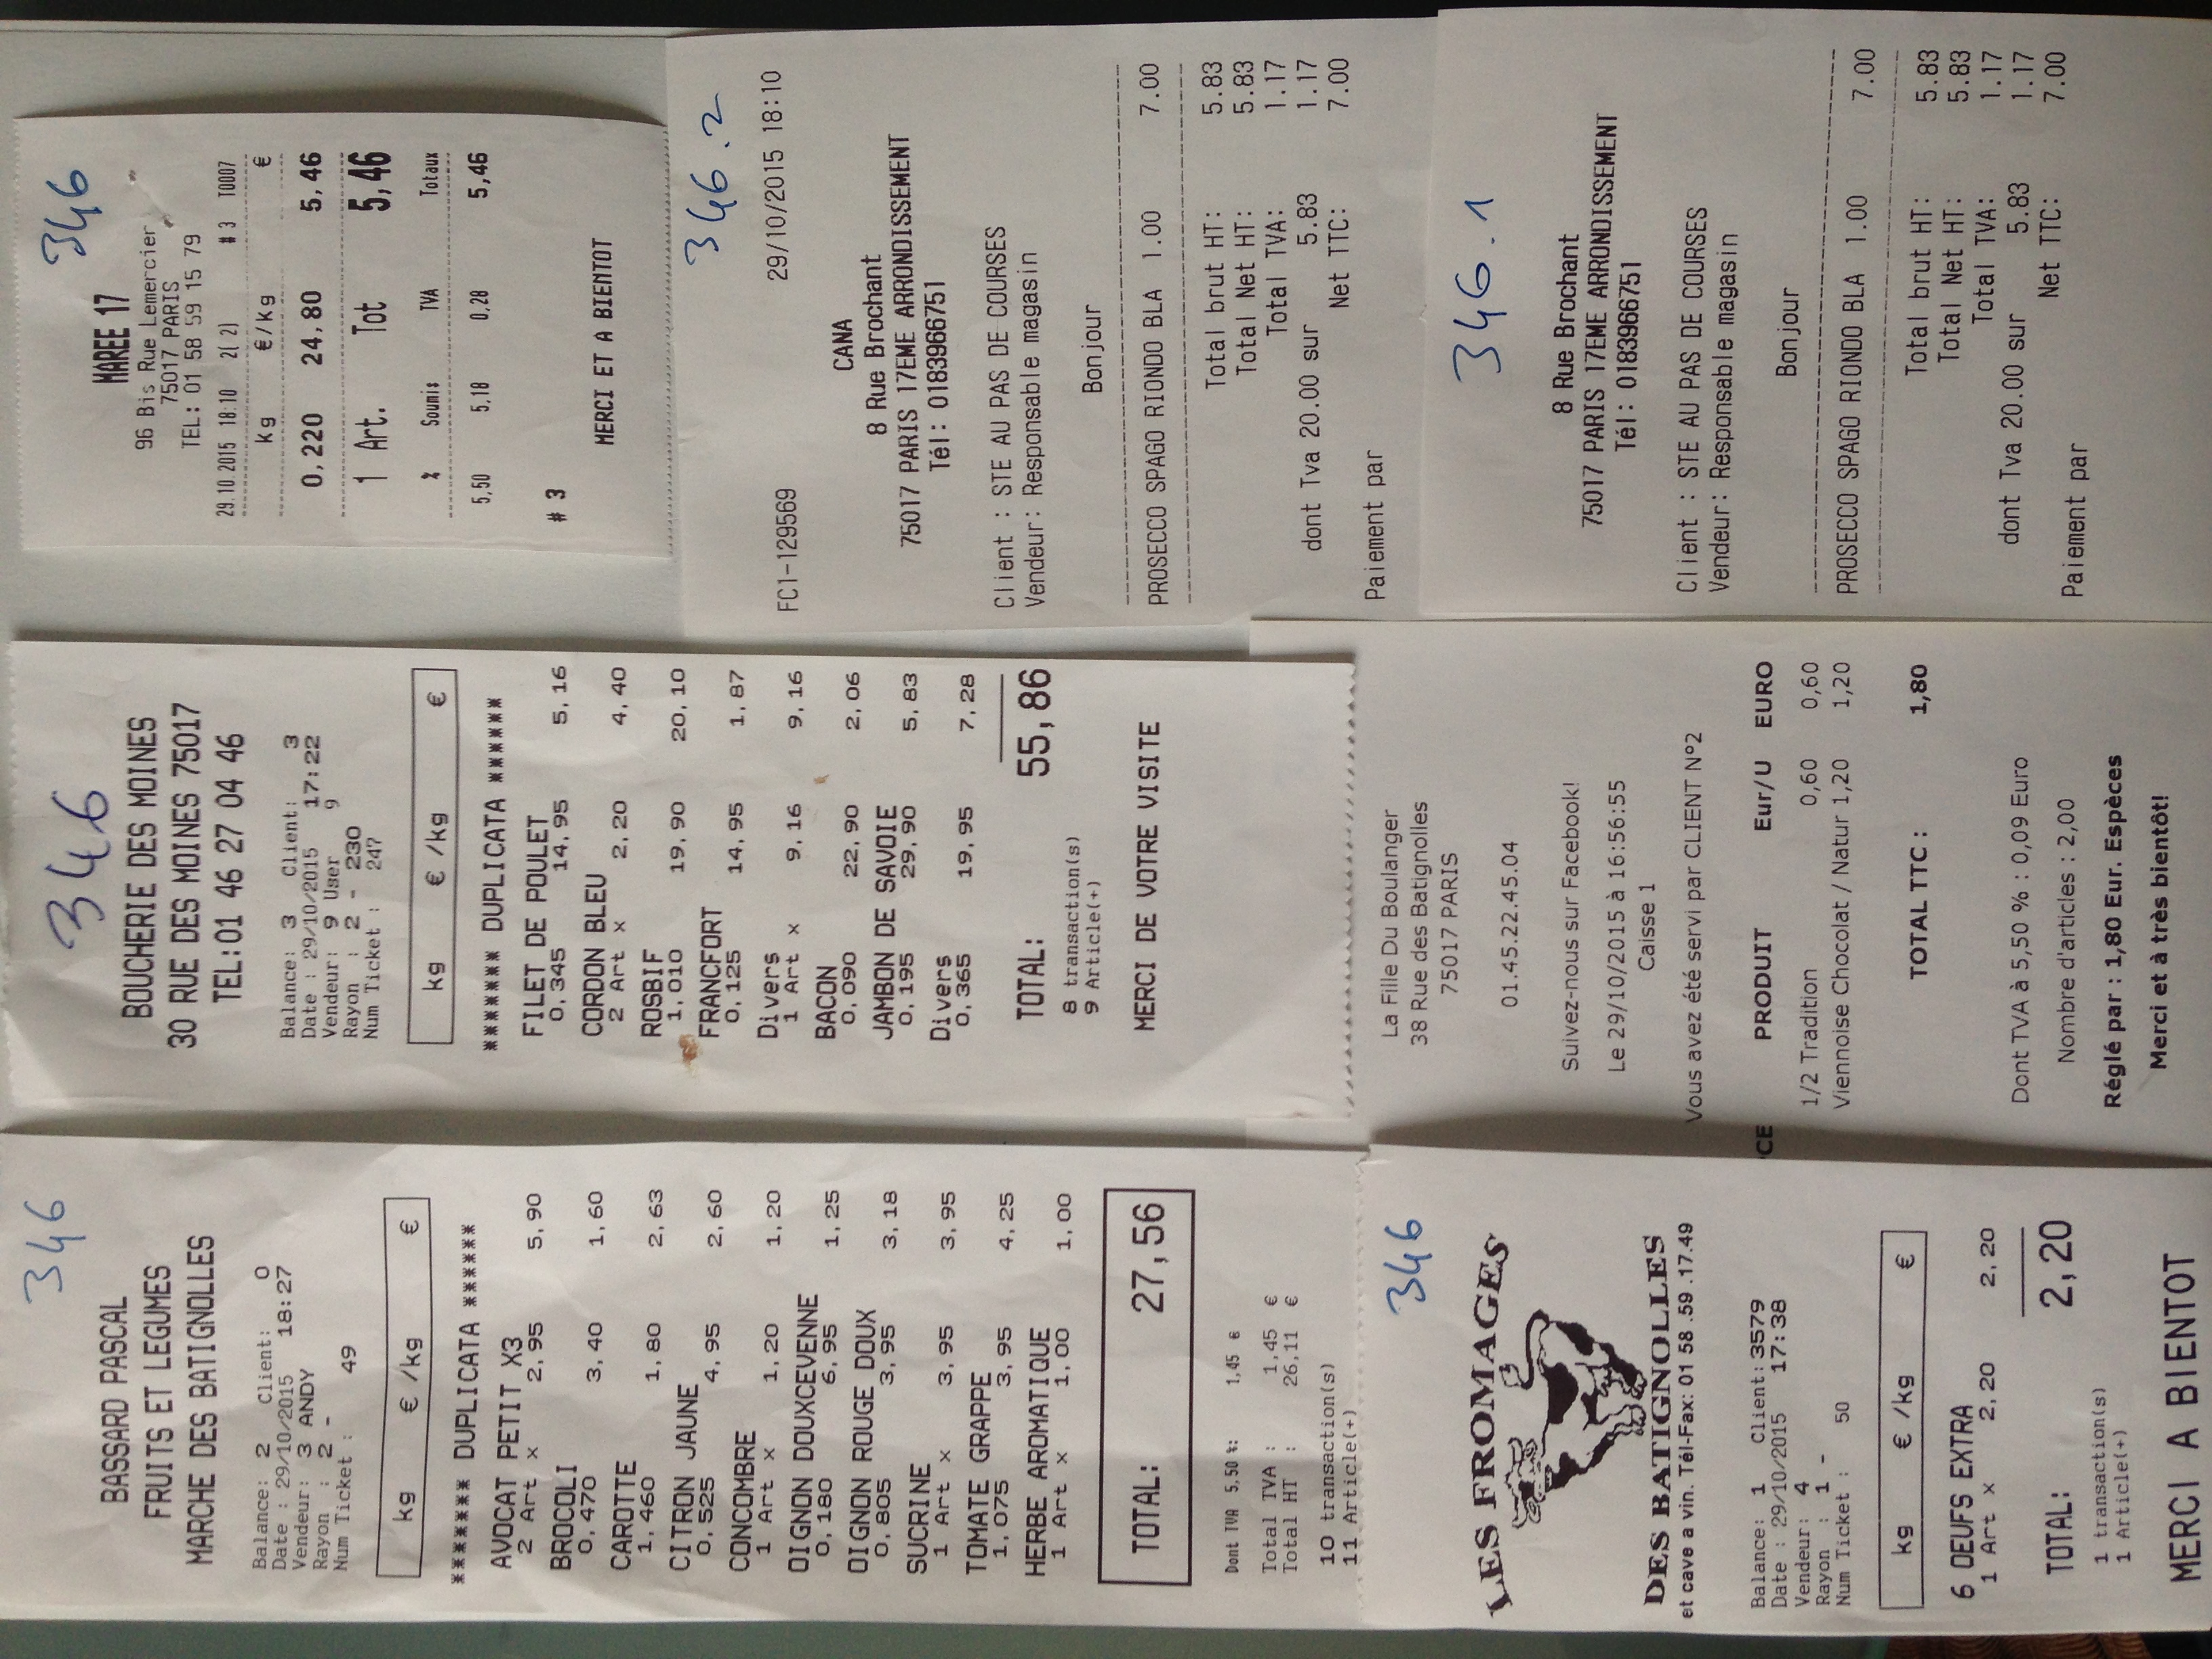 346
BASSARD PASCAL
FRUITS ET LEGUMES
MARCHE DES BATIGNOLLES
Balance: 2 Client: 0
Date : 29/10/2015 18:27
Vendeur: 3 ANDY
Rayon : 2 -
Num Ticket : 49
kg € /kg €
******* DUPLICATA ******
AVOCAT PETIT X3
2 Art x 2,95 5,90
BROCOLI
0,470 3,40 1,60
CAROTTE
1,460 1,80 2,63
CITRON JAUNE
0,525 4,95 2,60
CONCOMBRE
1 Art x 1,20 1,20
OIGNON DOUXCEVENNE
0,180 6,95 1,25
OIGNON ROUGE DOUX
0,805 3,95 3,18
SUCRINE
1 Art x 3,95 3,95
TOMATE GRAPPE
1,075 3,95 4,25
HERBE AROMATIQUE
1 Art x 1,00 1,00
TOTAL: 27,56
Dont TVA 5,50 %: 1,45 €
Total TVA : 1,45 €
Total HT : 26,11 €
10 transaction(s)
11 Article(+)
346
LES FROMAGES
DES BATIGNOLLES
et cave a vin. Tél-Fax: 01 58 .59 .17.49
Balance: 1 Client: 3579
Date : 29/10/2015 17:38
Vendeur: 4
Rayon : 1 -
Num Ticket : 50
kg € /kg €
6 OEUFS EXTRA
1 Art x 2,20 2,20
TOTAL: 2,20
1 transaction(s)
1 Article(+)
MERCI A BIENTOT
346
BOUCHERIE DES MOINES
30 RUE DES MOINES 75017
TEL:01 46 27 04 46
Balance: 3 Client: 3
Date : 29/10/2015 17:22
Vendeur: 9 User 9
Rayon : 2 - 230
Num Ticket : 247
kg € /kg €
******* DUPLICATA ******
FILET DE POULET
0,345 14,95 5,16
CORDON BLEU
2 Art x 2,20 4,40
ROSBIF
1,010 19,90 20,10
FRANCFORT
0,125 14,95 1,87
Divers
1 Art x 9,16 9,16
BACON
0,090 22,90 2,06
JAMBON DE SAVOIE
0,195 29,90 5,83
Divers
0,365 19,95 7,28
TOTAL: 55,86
8 transaction(s)
9 Article(+)
MERCI DE VOTRE VISITE
La Fille Du Boulanger
38 Rue des Batignolles
75017 PARIS
01.45.22.45.04
Suivez-nous sur Facebook!
Le 29/10/2015 à 16:56:55
Caisse 1
Vous avez été servi par CLIENT N°2
CE PRODUIT Eur/U EURO
1/2 Tradition 0,60 0,60
Viennoise Chocolat / Natur 1,20 1,20
TOTAL TTC : 1,80
Dont TVA à 5,50 % : 0,09 Euro
Nombre d'articles : 2,00
Réglé par : 1,80 Eur. Espèces
Merci et à très bientôt!
346
MAREE 17
96 Bis Rue Lemercier
75017 PARIS
TEL: 01 58 59 15 79
29.10.2015 18:10 2( 2) # 3 T0007
kg €/kg €
0,220 24,80 5,46
1 Art. Tot 5,46
% Soumis TVA Totaux
5,50 5,18 0,28 5,46
# 3
MERCI ET A BIENTOT
346.2
FC1-129569 29/10/2015 18:10
CANA
8 Rue Brochant
75017 PARIS 17EME ARRONDISSEMENT
Tél: 0183966751
Client : STE AU PAS DE COURSES
Vendeur: Responsable magasin
Bonjour
PROSECCO SPAGO RIONDO BLA 1.00 7.00
Total brut HT: 5.83
Total Net HT: 5.83
Total TVA: 1.17
dont Tva 20.00 sur 5.83 1.17
Net TTC: 7.00
Paiement par
346.1
8 Rue Brochant
75017 PARIS 17EME ARRONDISSEMENT
Tél: 0183966751
Client : STE AU PAS DE COURSES
Vendeur: Responsable magasin
Bonjour
PROSECCO SPAGO RIONDO BLA 1.00 7.00
Total brut HT: 5.83
Total Net HT: 5.83
Total TVA: 1.17
dont Tva 20.00 sur 5.83 1.17
Net TTC: 7.00
Paiement par